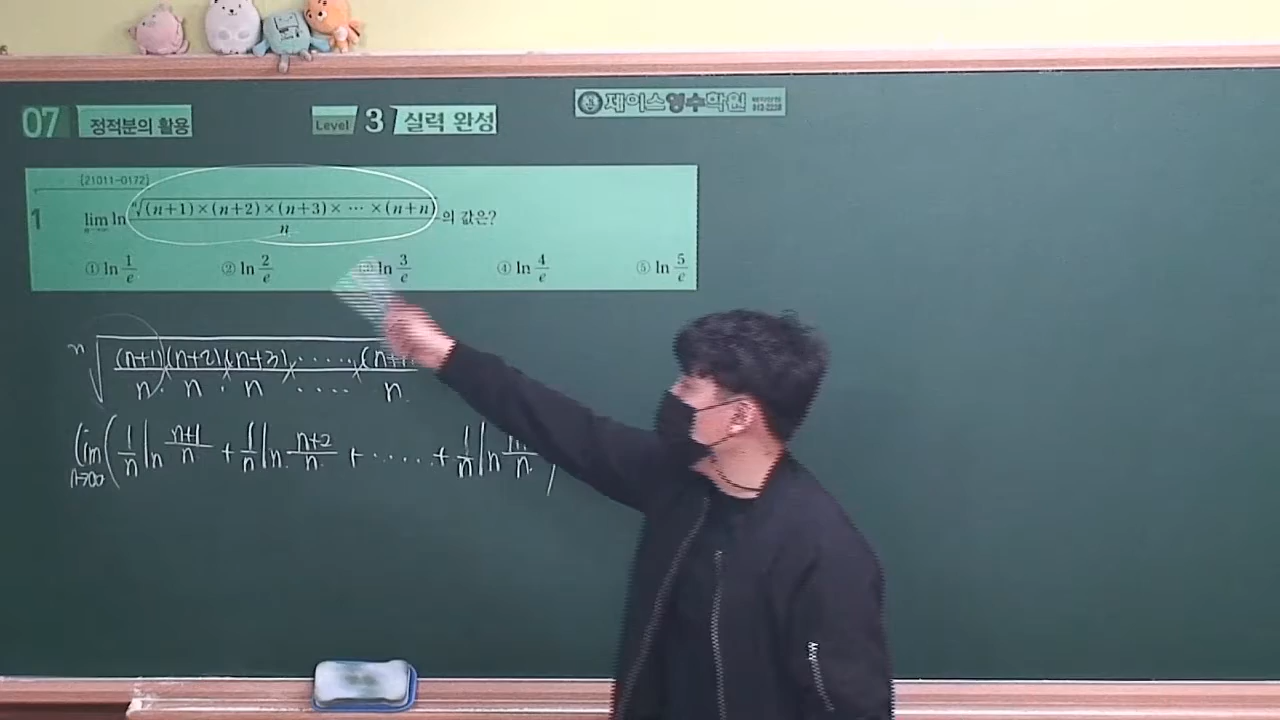 07 정적분의 활용 Level 3 실력 완성 제이스영수학원
[21011-0172]
1 lim ln ⁿ√(n+1)×(n+2)×(n+3)×⋯×(n+n) / n 의 값은?
① ln 1/e ② ln 2/e ln 3/e ④ ln 4/e ⑤ ln 5/e
n√ (n+1)(n+2)(n+3)⋯⋯(n+
n · n · n ⋯⋯ n
lim n→∞ ( 1/n ln n+1/n + 1/n ln n+2/n + ⋯⋯ + 1/n ln /n )